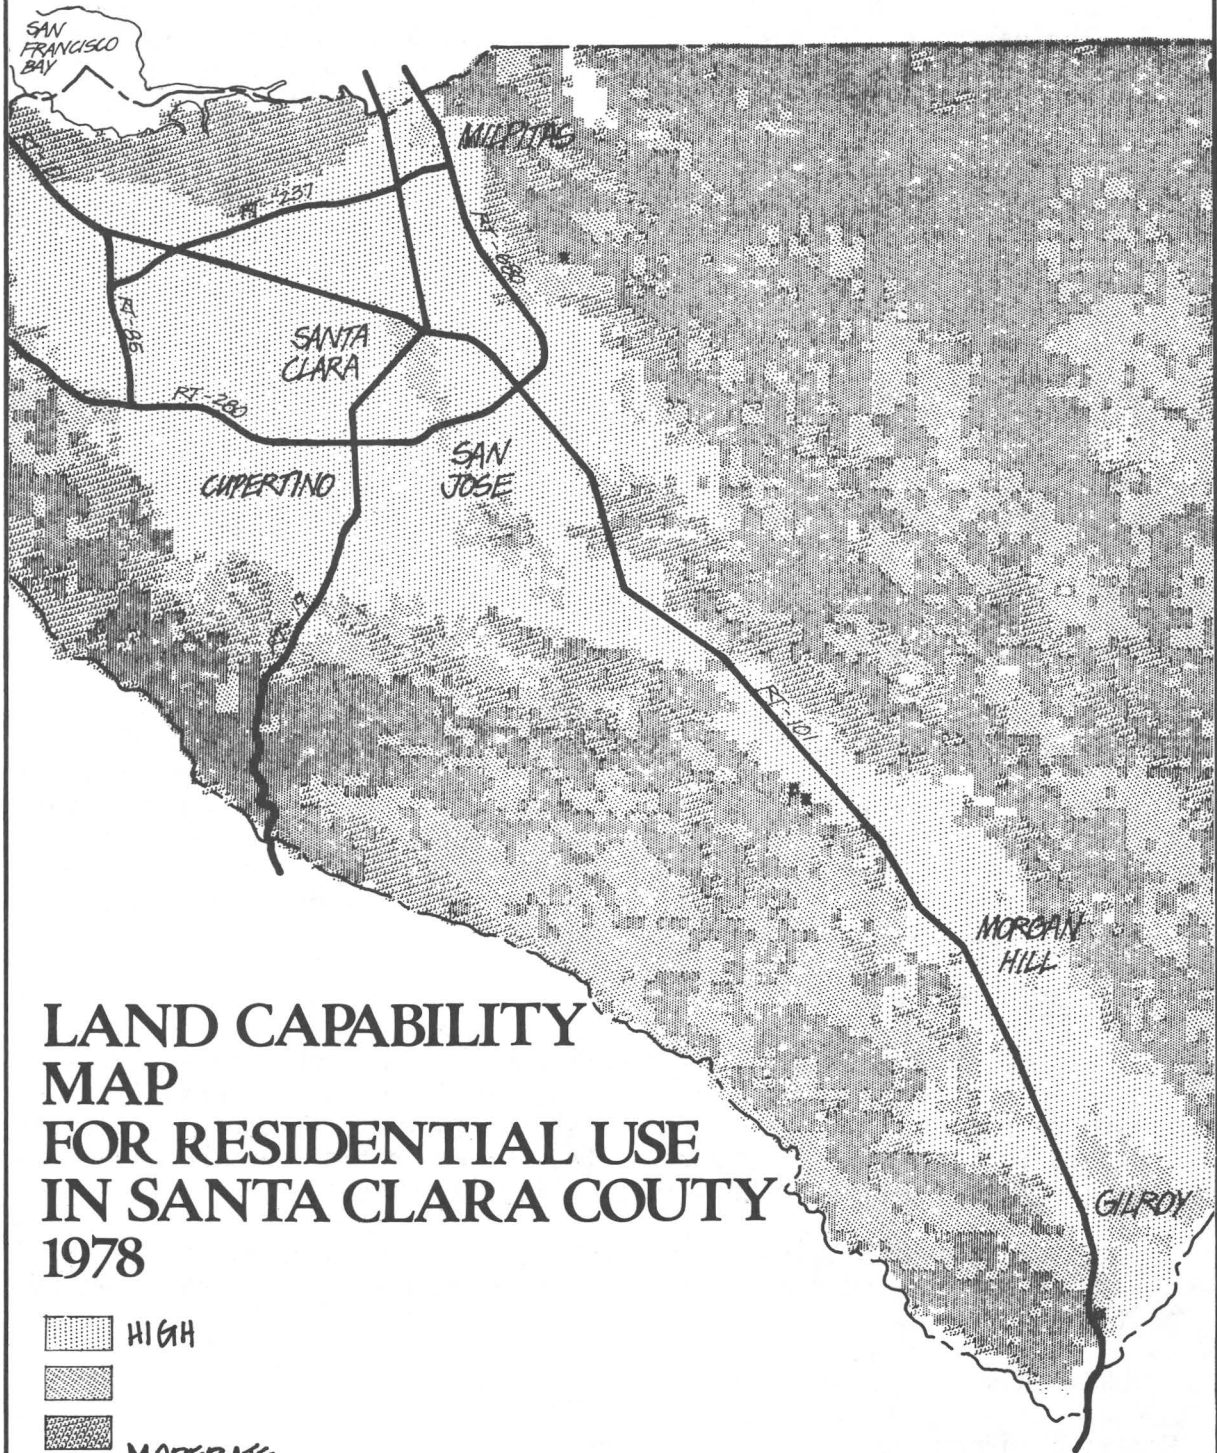 SAN
FRANCISCO
BAY
MILPITAS
RT-237
RT-680
RT-85
SANTA
CLARA
RT-280
CUPERTINO
SAN
JOSE
RT-101
MORGAN
HILL
GILROY
LAND CAPABILITY
MAP
FOR RESIDENTIAL USE
IN SANTA CLARA COUTY
1978
HIGH
MODERATE